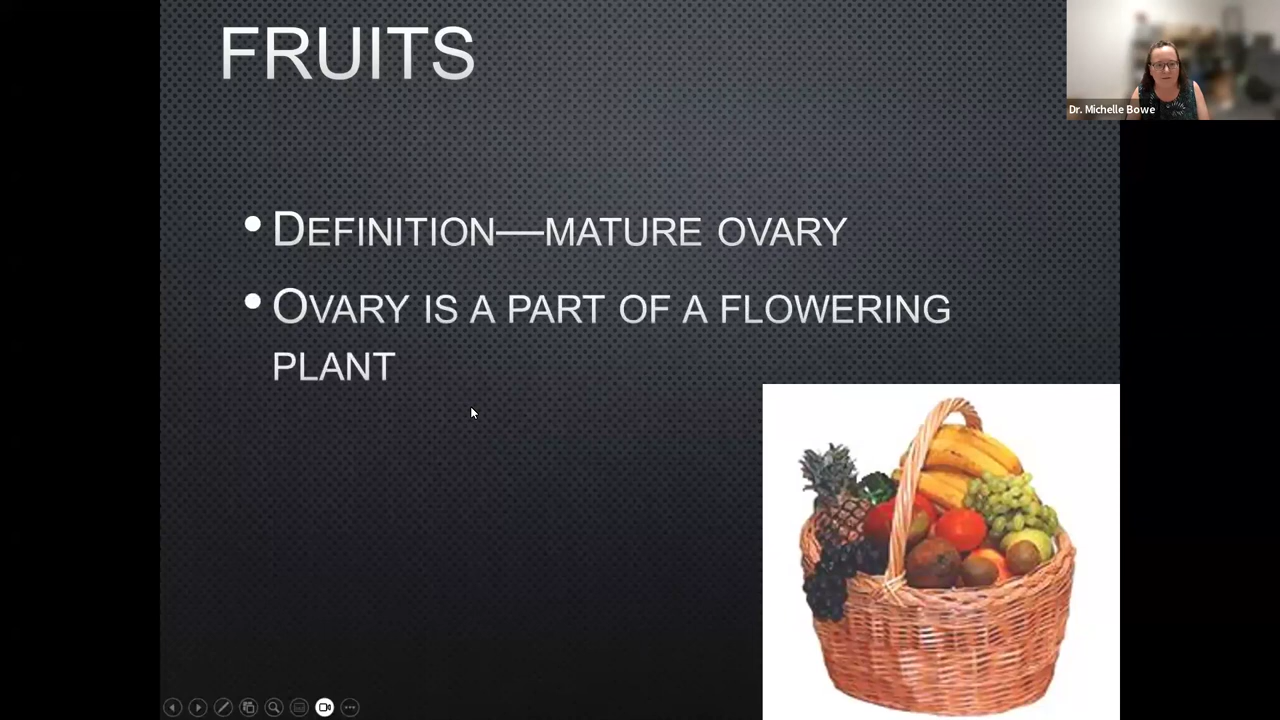 FRUITS
Dr. Michelle Bowe
• DEFINITION—MATURE OVARY
• OVARY IS A PART OF A FLOWERING
PLANT